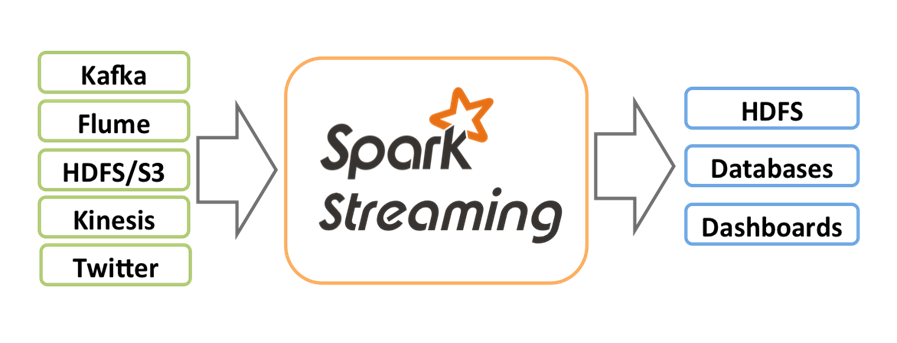 Kafka
Flume
HDFS/S3
Kinesis
Twitter
Spark
Streaming
HDFS
Databases
Dashboards